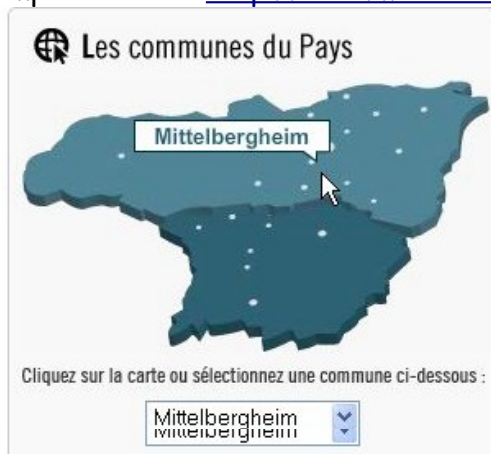 Les communes du Pays
Mittelbergheim
Cliquez sur la carte ou sélectionnez une commune ci-dessous :
Mittelbergheim